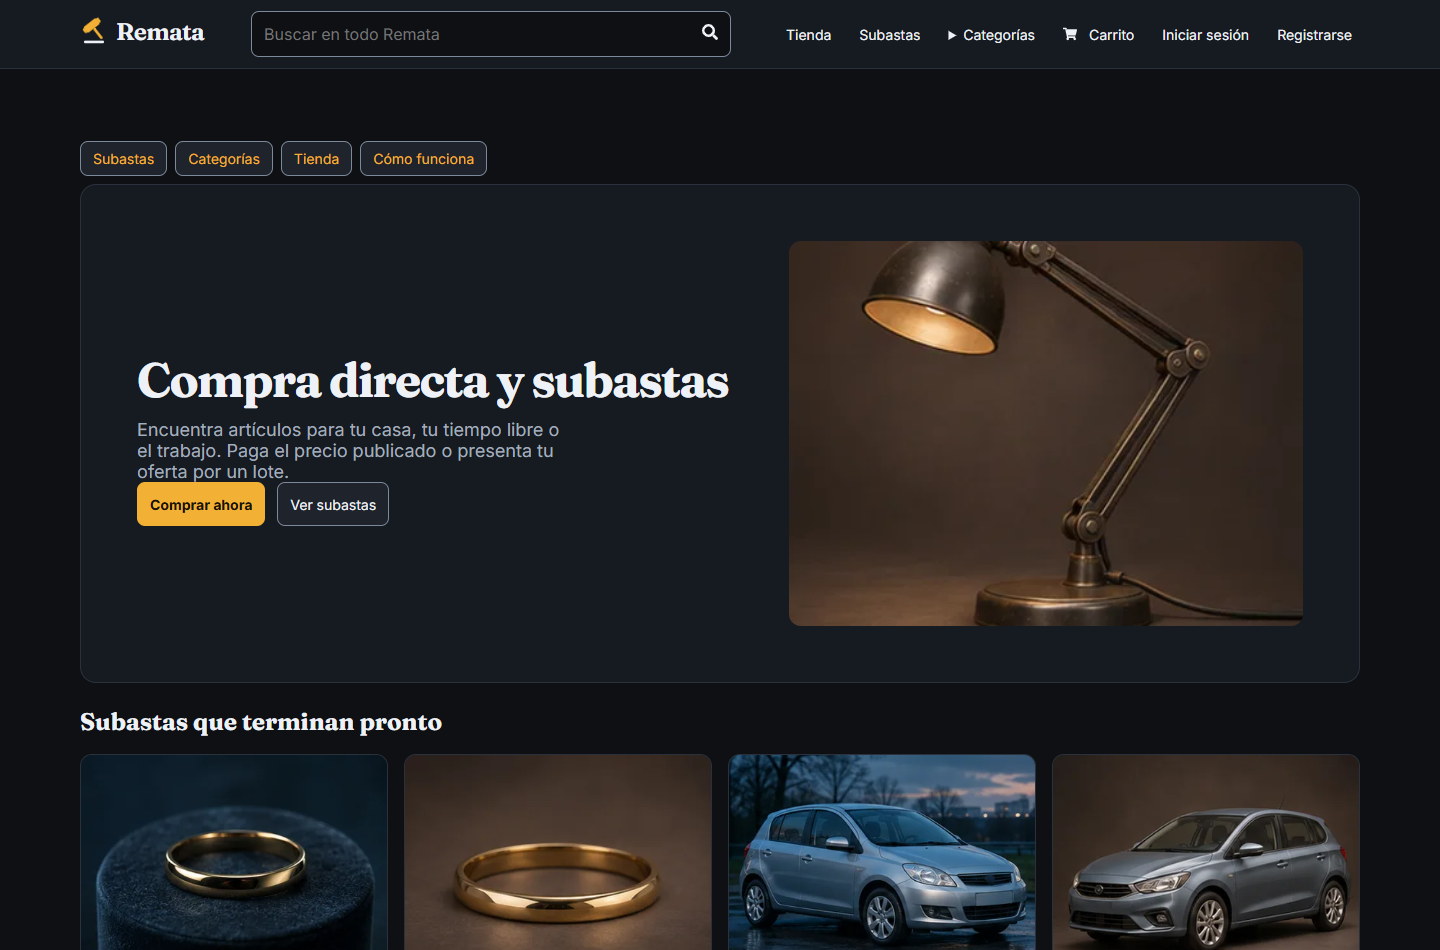 Remata
Buscar en todo Remata
Tienda
Subastas
Categorías
Carrito
Iniciar sesión
Registrarse
Subastas
Categorías
Tienda
Cómo funciona
Compra directa y subastas
Encuentra artículos para tu casa, tu tiempo libre o
el trabajo. Paga el precio publicado o presenta tu
oferta por un lote.
Comprar ahora
Ver subastas
Subastas que terminan pronto